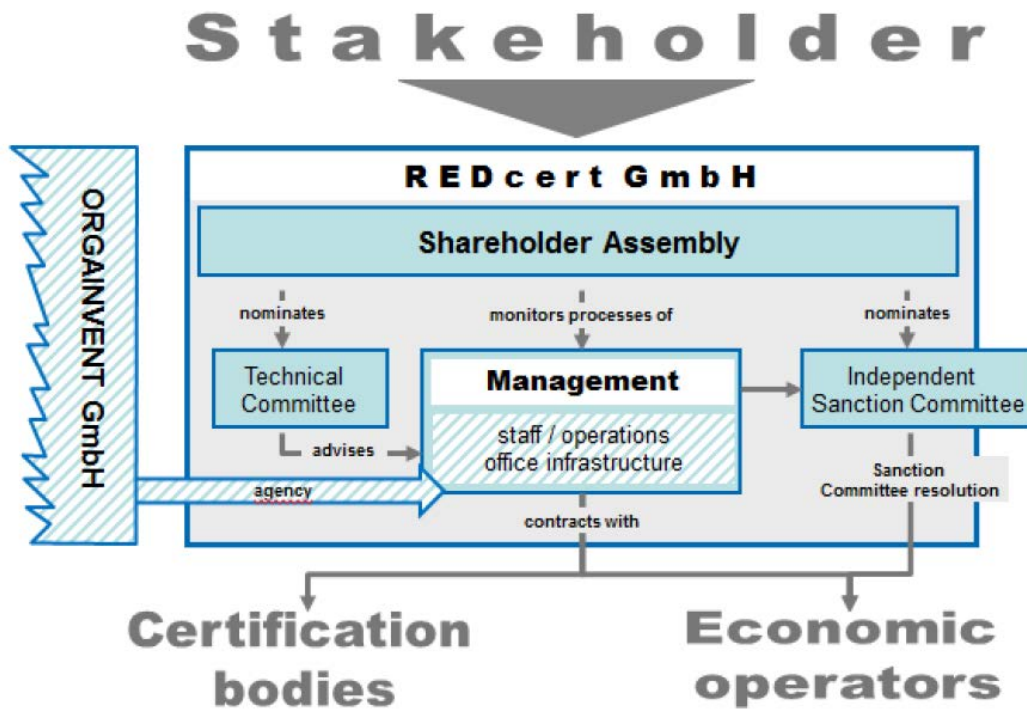 Stakeholder
REDcert GmbH
ORGAINVENT GmbH
Shareholder Assembly
nominates
monitors processes of
nominates
Technical
Committee
Management
Independent
Sanction Committee
staff / operations
office infrastructure
advises
agency
Sanction
Committee resolution
contracts with
Certification
bodies
Economic
operators